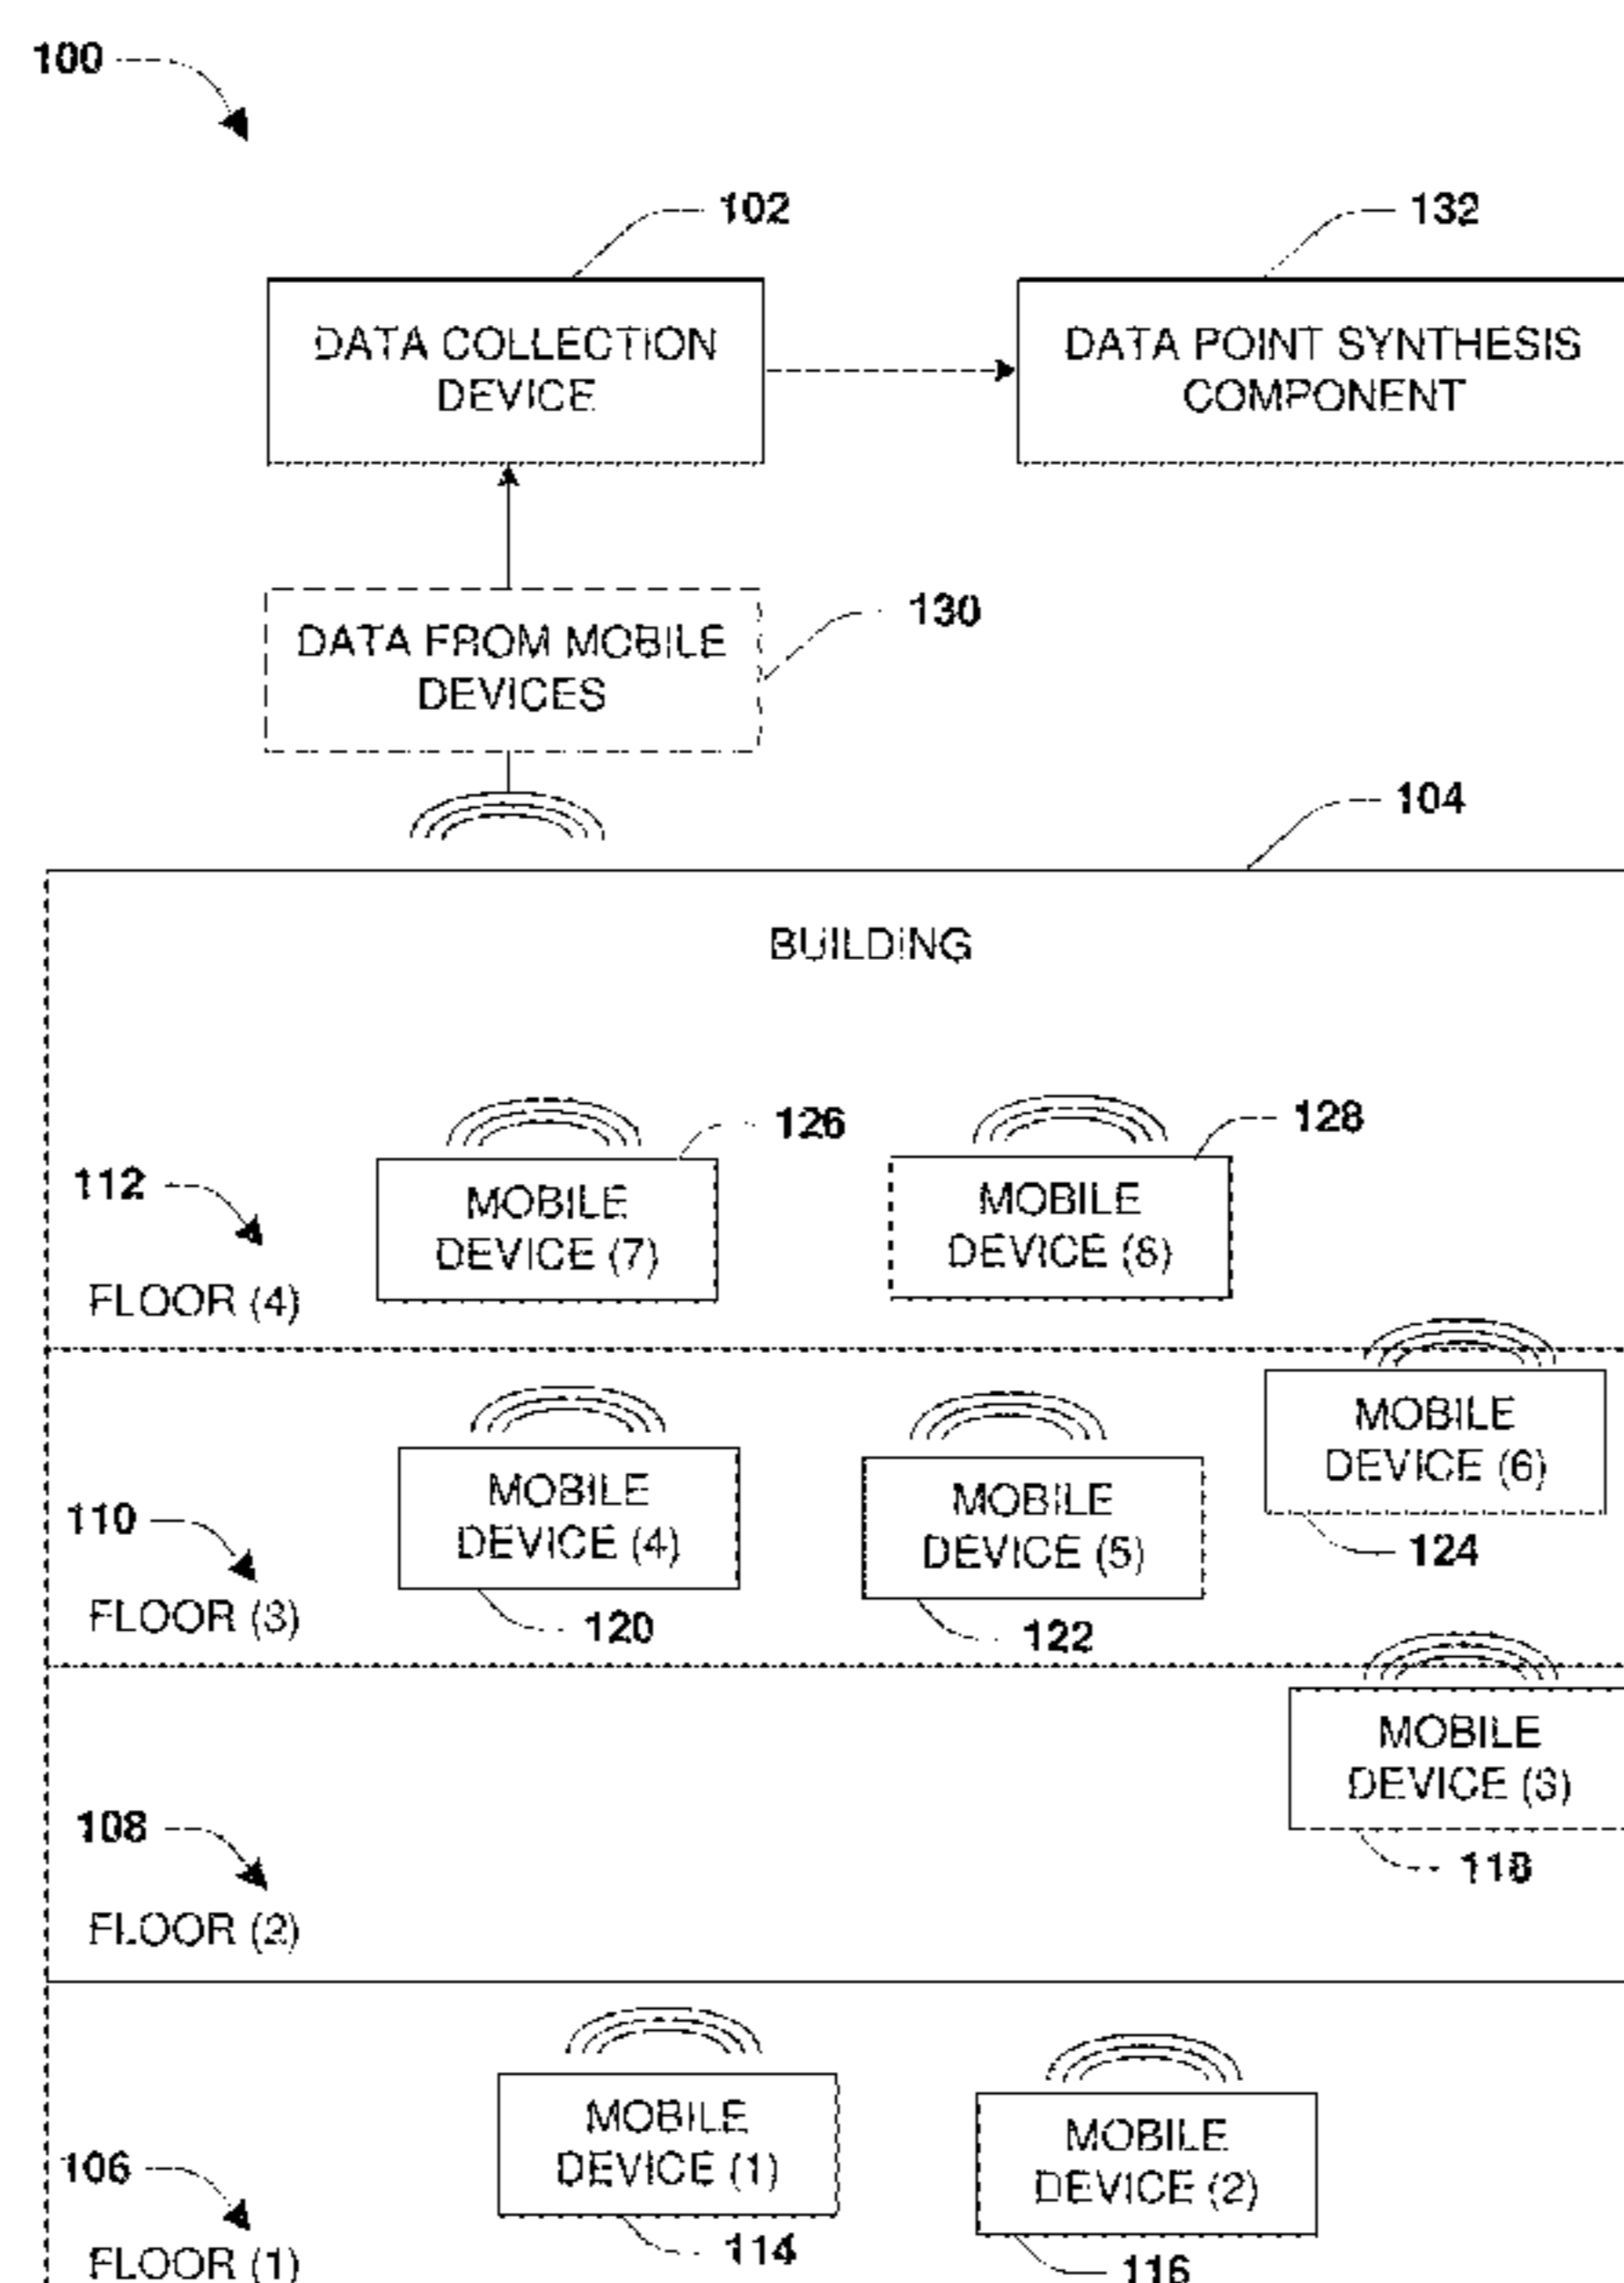 100
102
132
DATA COLLECTION
DEVICE
DATA POINT SYNTHESIS
COMPONENT
130
DATA FROM MOBILE
DEVICES
104
BUILDING
126
128
112
MOBILE
DEVICE (7)
MOBILE
DEVICE (8)
FLOOR (4)
MOBILE
DEVICE (6)
124
110
MOBILE
DEVICE (4)
MOBILE
DEVICE (5)
FLOOR (3)
120
122
MOBILE
DEVICE (3)
118
108
FLOOR (2)
MOBILE
DEVICE (1)
MOBILE
DEVICE (2)
106
114
116
FLOOR (1)